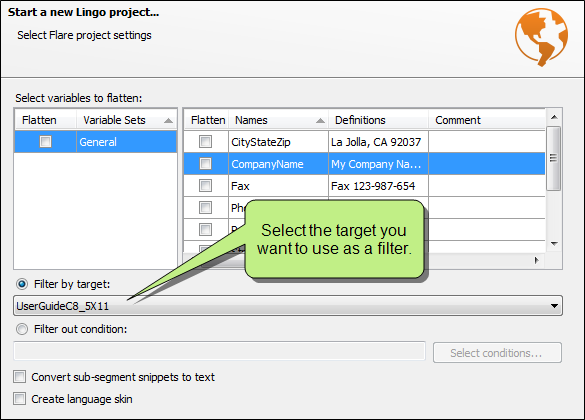 Start a new Lingo project...
Select Flare project settings
Select variables to flatten:
Flatten Variable Sets
General
Flatten Names Definitions Comment
CityStateZip La Jolla, CA 92037
CompanyName My Company Na...
Fax Fax 123-987-654
Select the target you
want to use as a filter.
Filter by target:
UserGuideC8_5X11
Filter out condition:
Select conditions...
Convert sub-segment snippets to text
Create language skin